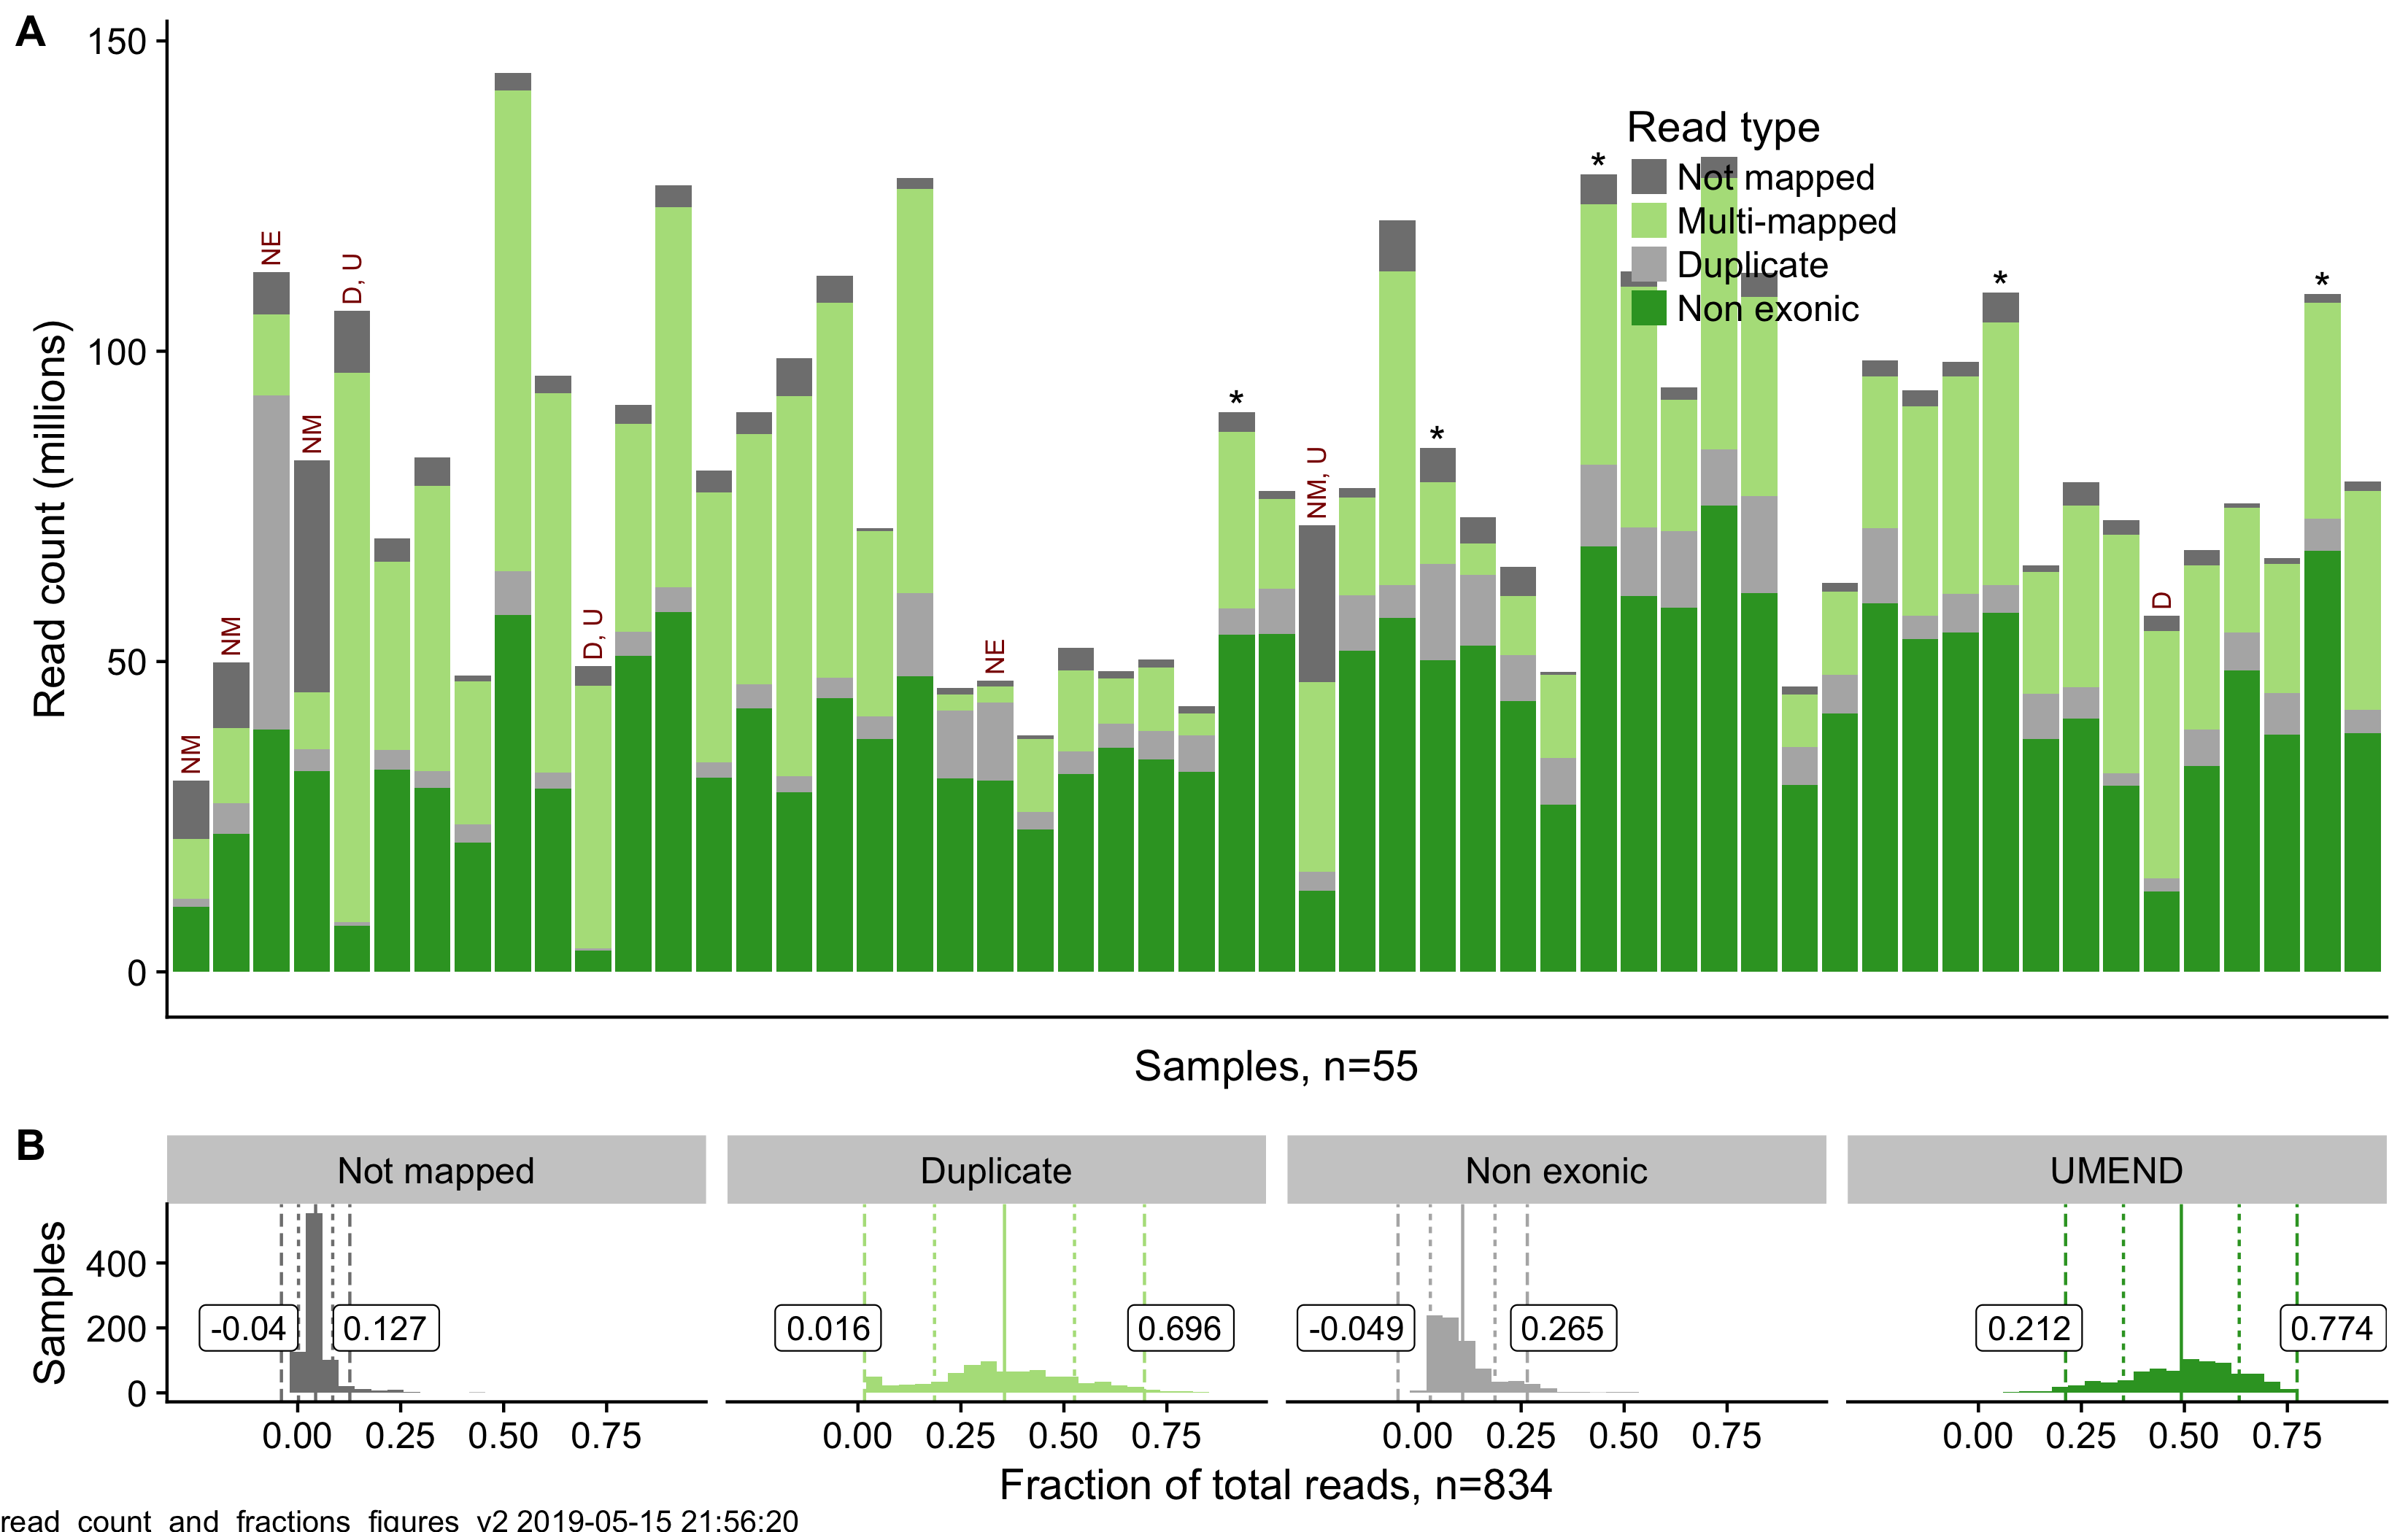 A
150
100
50
0
Read count (millions)
NM
NM
NE
NM
D, U
D, U
NE
*
NM, U
*
*
*
D
*
Read type
Not mapped
Multi-mapped
Duplicate
Non exonic
Samples, n=55
B
Not mapped
Duplicate
Non exonic
UMEND
Samples
400
200
0
-0.04
0.127
0.016
0.696
-0.049
0.265
0.212
0.774
0.00 0.25 0.50 0.75
0.00 0.25 0.50 0.75
0.00 0.25 0.50 0.75
0.00 0.25 0.50 0.75
Fraction of total reads, n=834
read_count_and_fractions_figures_v2 2019-05-15 21:56:20